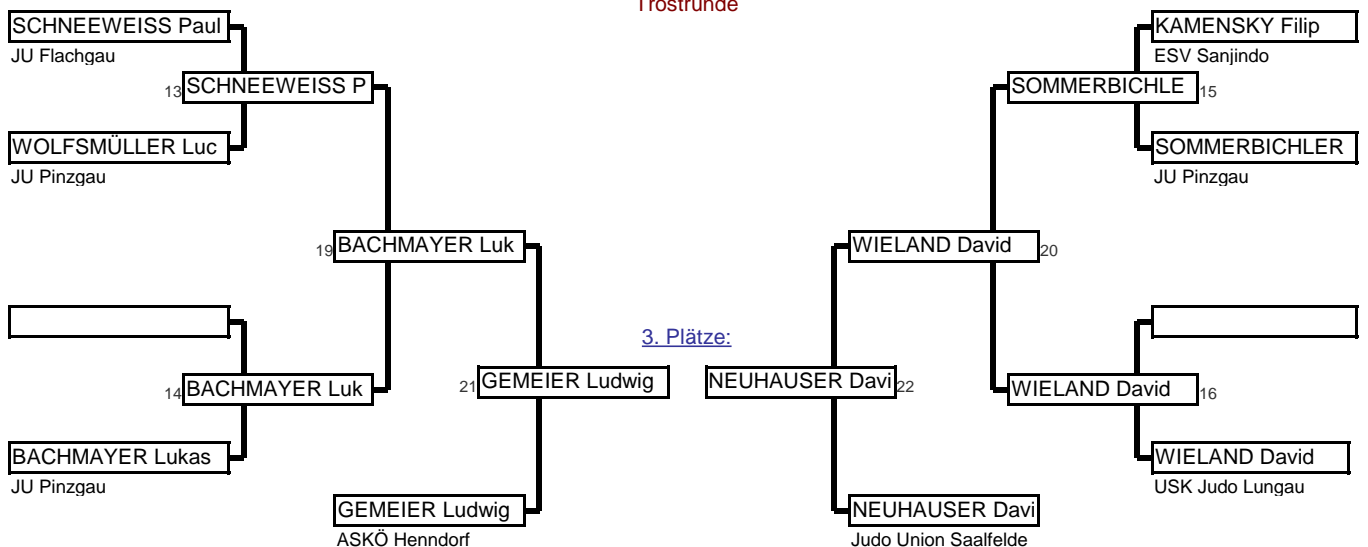 Trostrunde
SCHNEEWEISS Paul
JU Flachgau
13 SCHNEEWEISS P
WOLFSMÜLLER Luc
JU Pinzgau
19 BACHMAYER Luk
14 BACHMAYER Luk
BACHMAYER Lukas
JU Pinzgau
21 GEMEIER Ludwig
GEMEIER Ludwig
ASKÖ Henndorf
3. Plätze:
KAMENSKY Filip
ESV Sanjindo
SOMMERBICHLE 15
SOMMERBICHLER
JU Pinzgau
WIELAND David 20
NEUHAUSER Davi 22
WIELAND David 16
WIELAND David
USK Judo Lungau
NEUHAUSER Davi
Judo Union Saalfelde